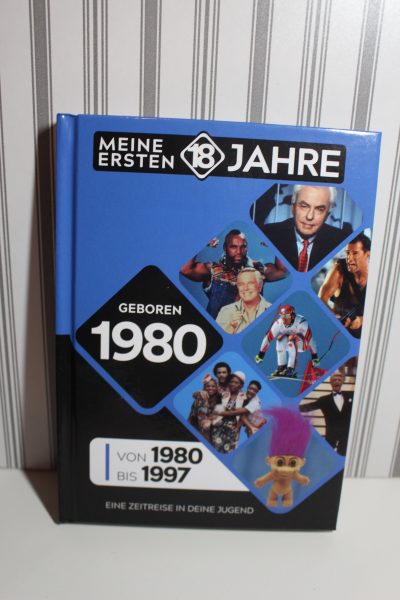 MEINE
ERSTEN
18
JAHRE
GEBOREN
1980
VON 1980
BIS 1997
EINE ZEITREISE IN DEINE JUGEND